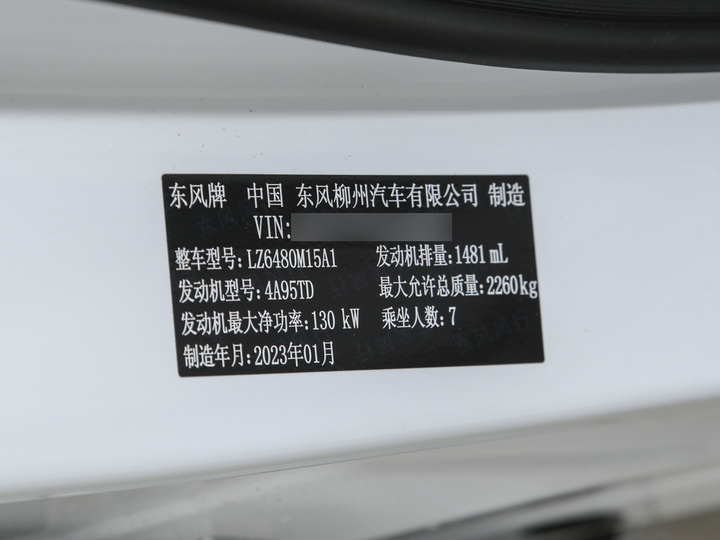 东风牌 中国 东风柳州汽车有限公司 制造
VIN:
整车型号: LZ6480M15A1 发动机排量: 1481 mL
发动机型号: 4A95TD 最大允许总质量: 2260kg
发动机最大净功率: 130 kW 乘坐人数: 7
制造年月: 2023年01月